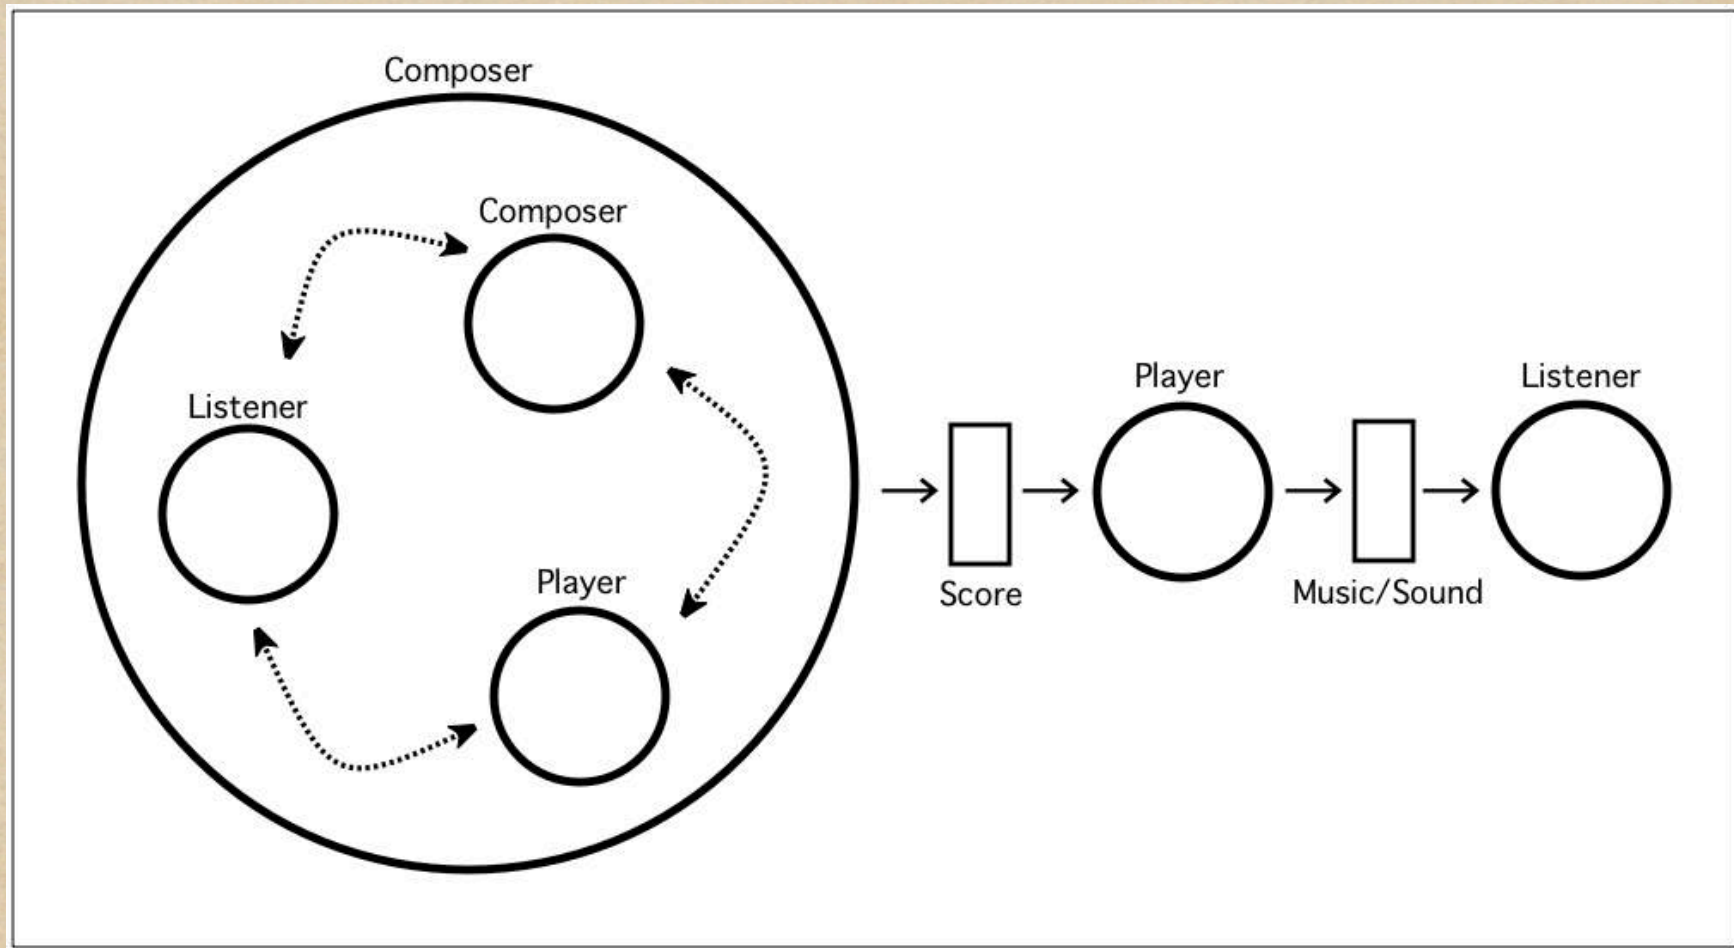 Composer
Composer
Listener
Player
Score
Player
Music/Sound
Listener